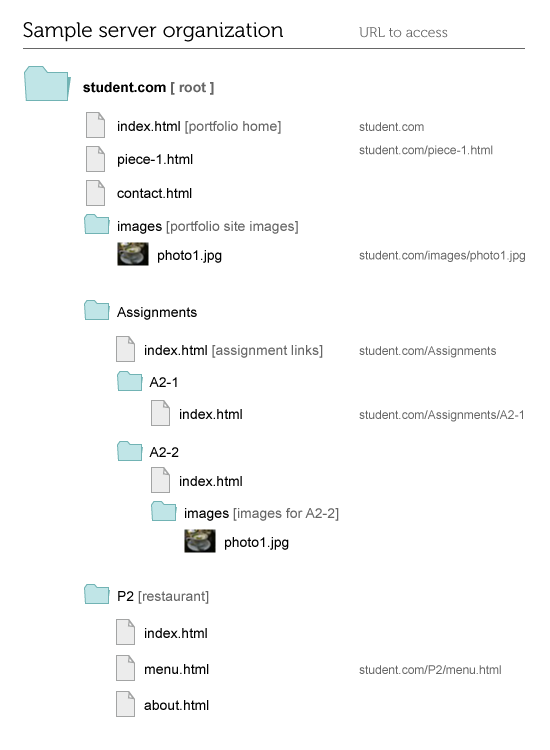 Sample server organization URL to access
student.com [ root ]
index.html [portfolio home] student.com
piece-1.html student.com/piece-1.html
contact.html
images [portfolio site images]
photo1.jpg student.com/images/photo1.jpg
Assignments
index.html [assignment links] student.com/Assignments
A2-1
index.html student.com/Assignments/A2-1
A2-2
index.html
images [images for A2-2]
photo1.jpg
P2 [restaurant]
index.html
menu.html student.com/P2/menu.html
about.html